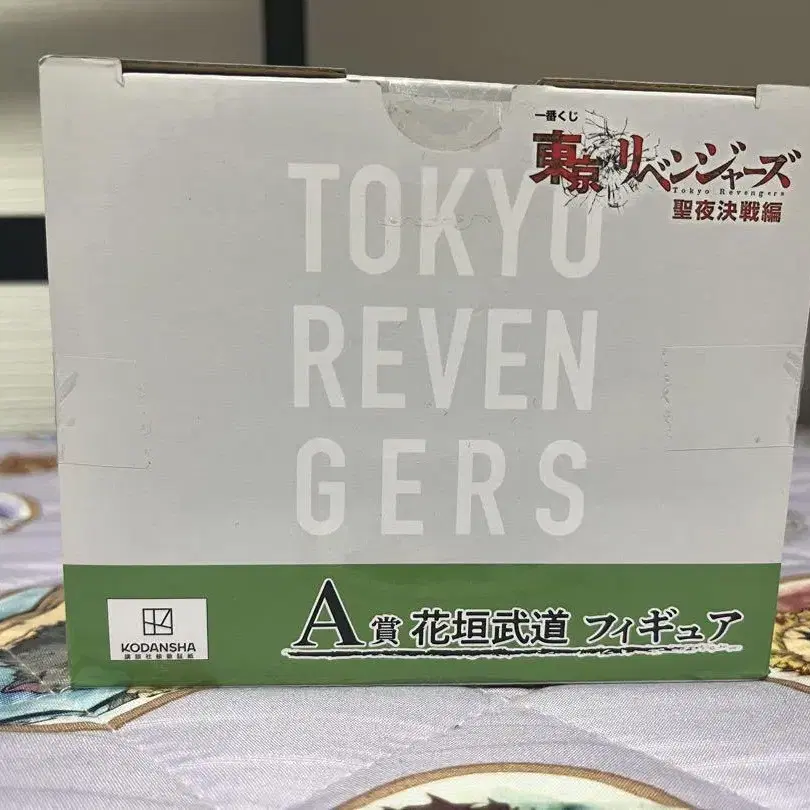 一番くじ
東京リベンジャーズ
Tokyo Revengers
聖夜決戦編
TOKYO
REVEN
GERS
A賞 花垣武道 フィギュア
KODANSHA